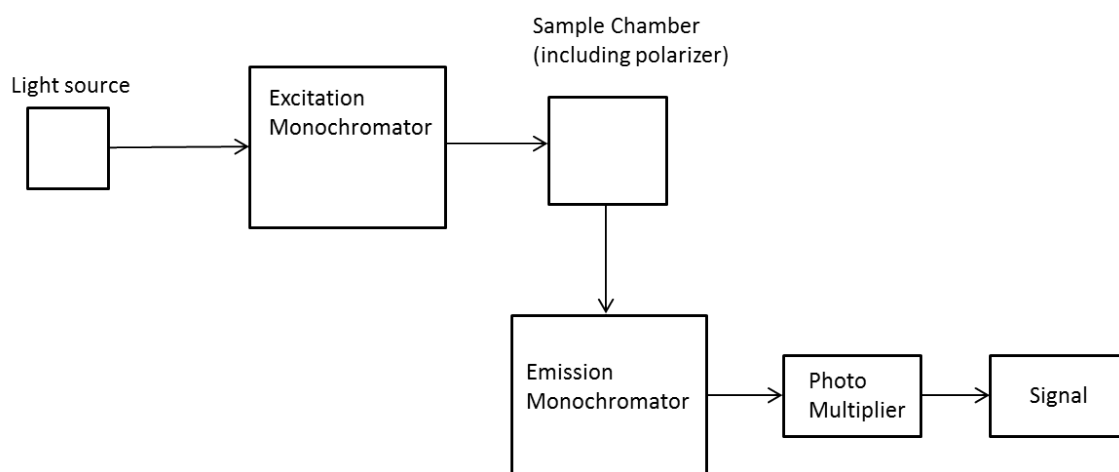 Sample Chamber
(including polarizer)
Light source
Excitation
Monochromator
Emission
Monochromator
Photo
Multiplier
Signal